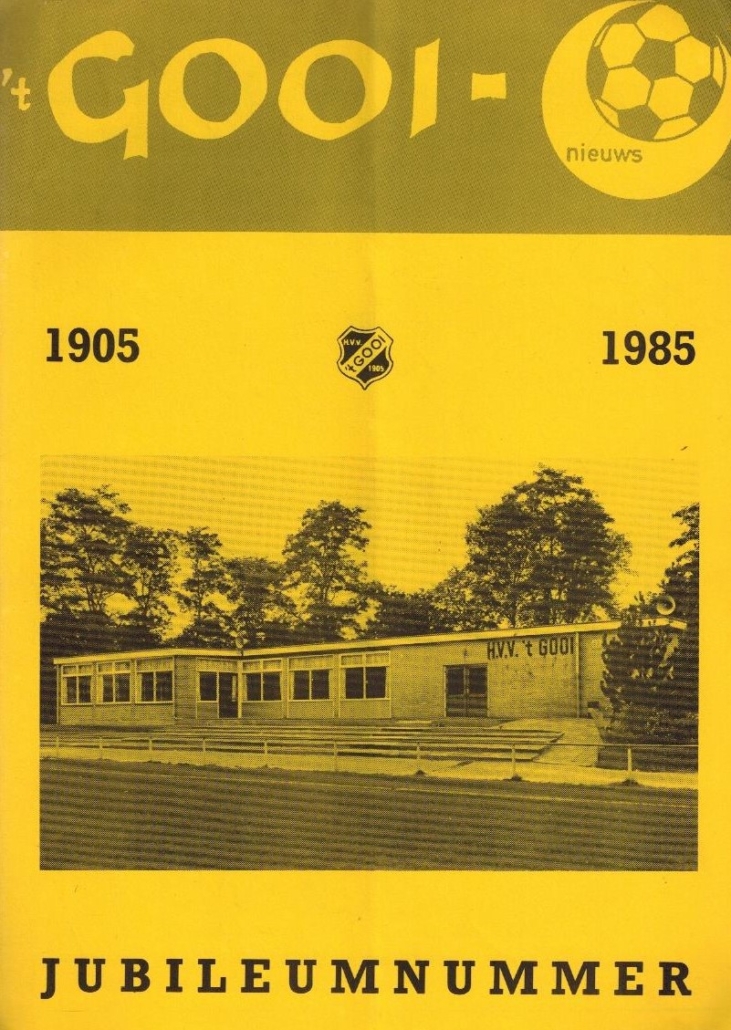 't GOOI-
nieuws
1905
H.V.V.
't GOOI
1905
1985
H.V.V. 't GOOI
JUBILEUMNUMMER